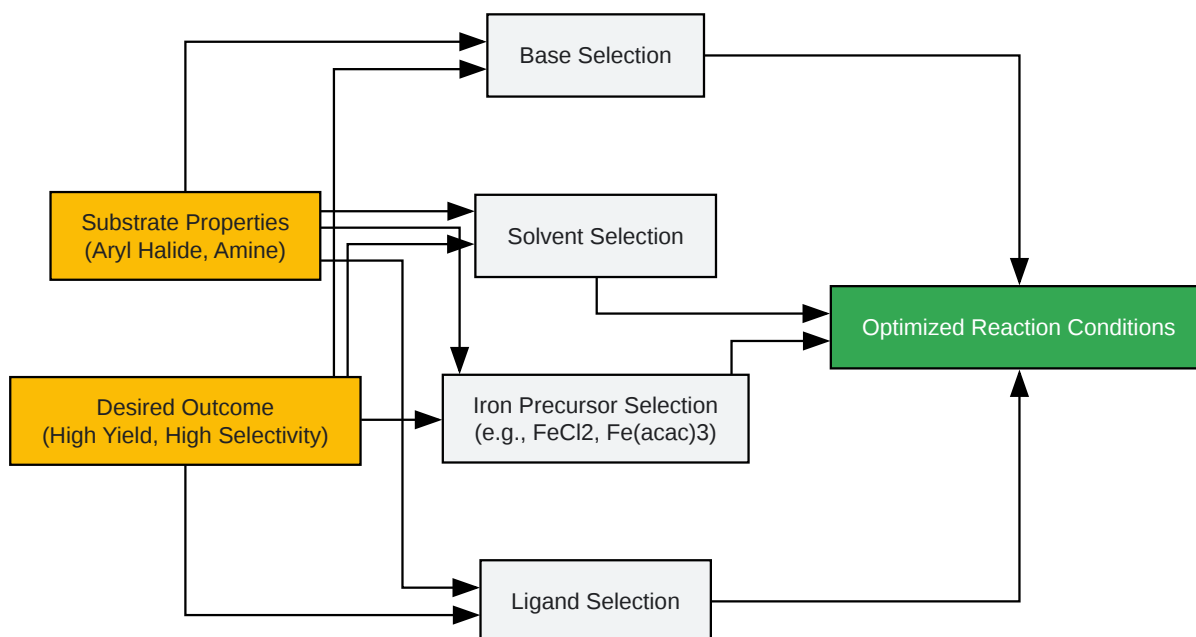 Base Selection
Substrate Properties
(Aryl Halide, Amine)
Solvent Selection
Optimized Reaction Conditions
Desired Outcome
(High Yield, High Selectivity)
Iron Precursor Selection
(e.g., FeCl2, Fe(acac)3)
Ligand Selection